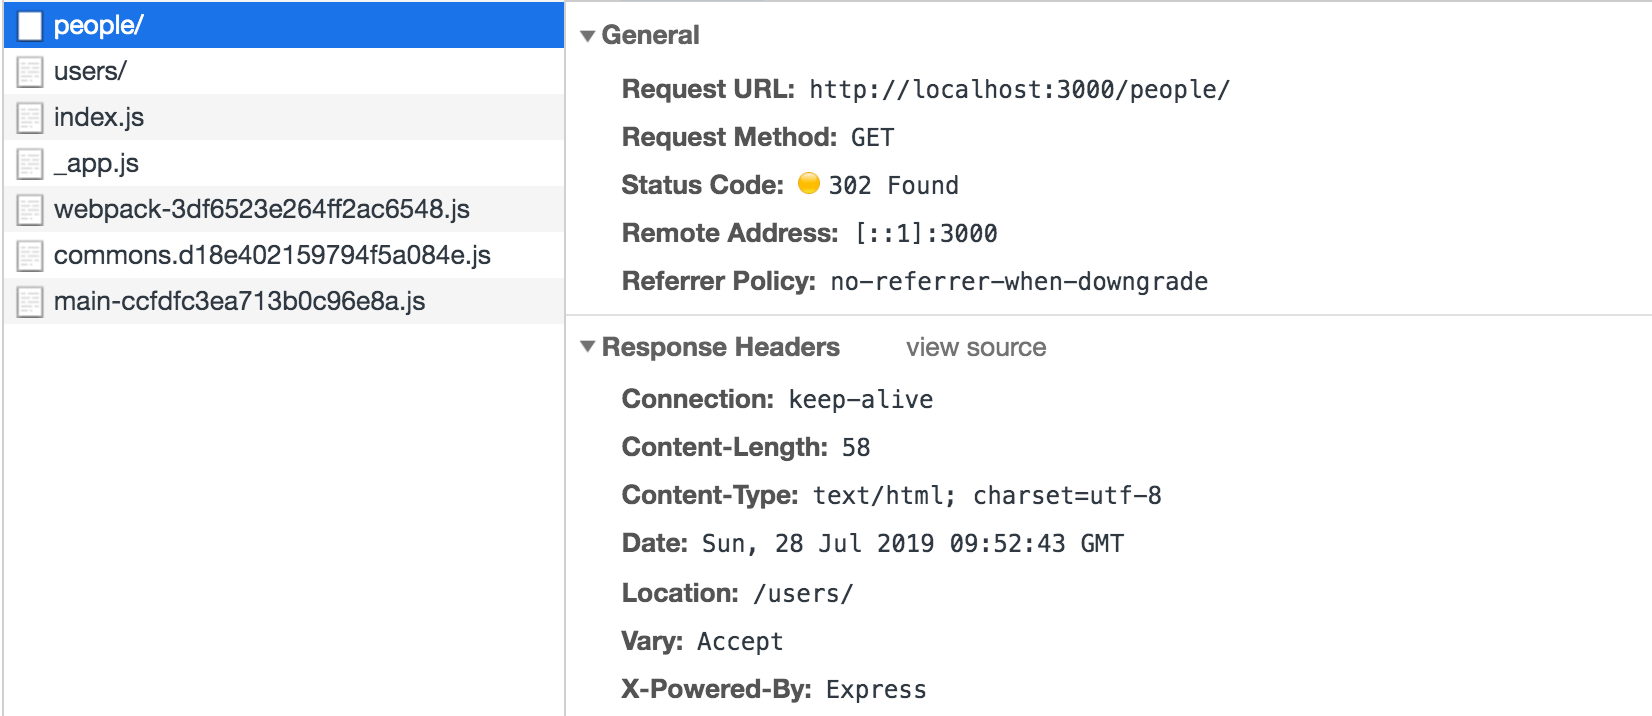 people/
users/
index.js
_app.js
webpack-3df6523e264ff2ac6548.js
commons.d18e402159794f5a084e.js
main-ccfdfc3ea713b0c96e8a.js
General
Request URL: http://localhost:3000/people/
Request Method: GET
Status Code: 302 Found
Remote Address: [::1]:3000
Referrer Policy: no-referrer-when-downgrade
Response Headers view source
Connection: keep-alive
Content-Length: 58
Content-Type: text/html; charset=utf-8
Date: Sun, 28 Jul 2019 09:52:43 GMT
Location: /users/
Vary: Accept
X-Powered-By: Express